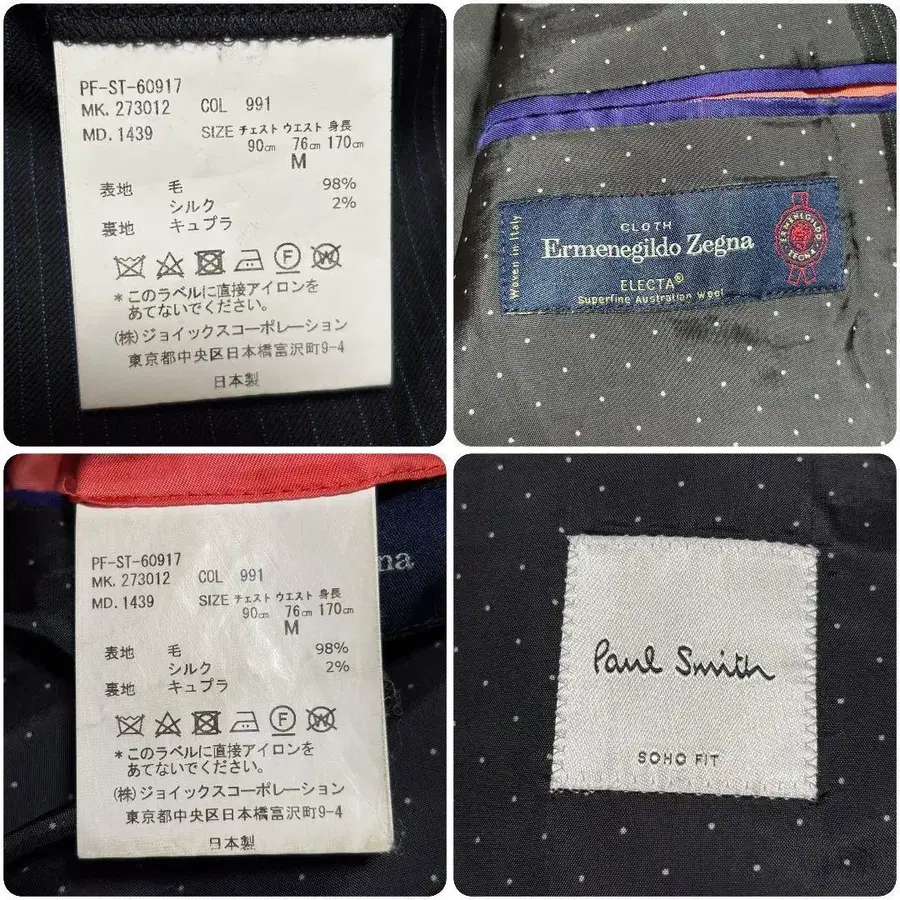 PF-ST-60917
MK. 273012 COL 991
MD. 1439 SIZE チェスト ウエスト 身長
90cm 76cm 170cm
M
表地 毛 98%
シルク 2%
裏地 キュプラ
F W
*このラベルに直接アイロンを
あてないでください。
(株)ジョイックスコーポレーション
東京都中央区日本橋富沢町9-4
日本製
Woven in Italy
CLOTH
Ermenegildo Zegna
ELECTA®
Superfine Australian Wool
ERMENEGILDO
ZEGNA
PF-ST-60917
MK. 273012 COL 991
MD. 1439 SIZE チェスト ウエスト 身長
90cm 76cm 170cm
M
表地 毛 98%
シルク 2%
裏地 キュプラ
F W
*このラベルに直接アイロンを
あてないでください。
(株)ジョイックスコーポレーション
東京都中央区日本橋富沢町9-4
日本製
na
Paul Smith
SOHO FIT